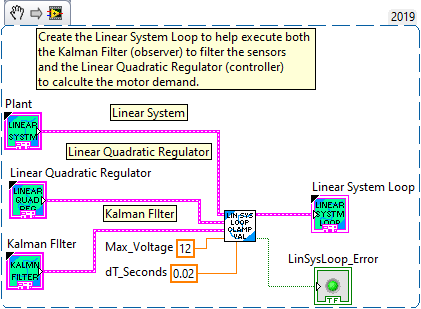 2019
Create the Linear System Loop to help execute both
the Kalman Filter (observer) to filter the sensors
and the Linear Quadratic Regulator (controller)
to calculte the motor demand.
Plant
Linear System
LINEAR
SYSTM
Linear Quadratic Regulator
Linear Quadratic Regulator
LINEAR
QUAD
REG
Linear System Loop
LINEAR
SYSTM
LOOP
Kalman FIlter
LIN SYS
LOOP
CLAMP
VAL
Kalman FIlter
KALMN
FILTER
Max_Voltage
12
dT_Seconds
0.02
LinSysLoop_Error
TF